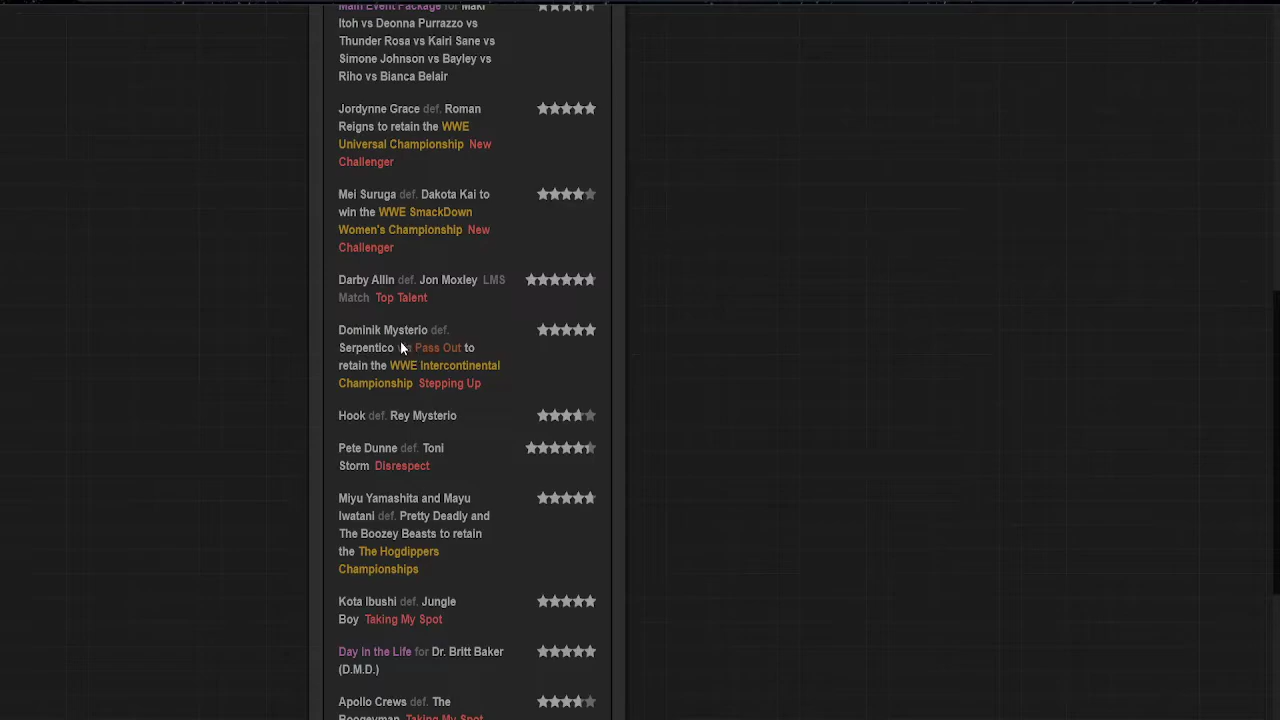 Main Event Package for Maki
Itoh vs Deonna Purrazzo vs
Thunder Rosa vs Kairi Sane vs
Simone Johnson vs Bayley vs
Riho vs Bianca Belair
Jordynne Grace def. Roman
Reigns to retain the WWE
Universal Championship New
Challenger
Mei Suruga def. Dakota Kai to
win the WWE SmackDown
Women's Championship New
Challenger
Darby Allin def. Jon Moxley LMS
Match Top Talent
Dominik Mysterio def.
Serpentico Pass Out to
retain the WWE Intercontinental
Championship Stepping Up
Hook def. Rey Mysterio
Pete Dunne def. Toni
Storm Disrespect
Miyu Yamashita and Mayu
Iwatani def. Pretty Deadly and
The Boozey Beasts to retain
the The Hogdippers
Championships
Kota Ibushi def. Jungle
Boy Taking My Spot
Day in the Life for Dr. Britt Baker
(D.M.D.)
Apollo Crews def. The
Boogeyman Taking My Spot